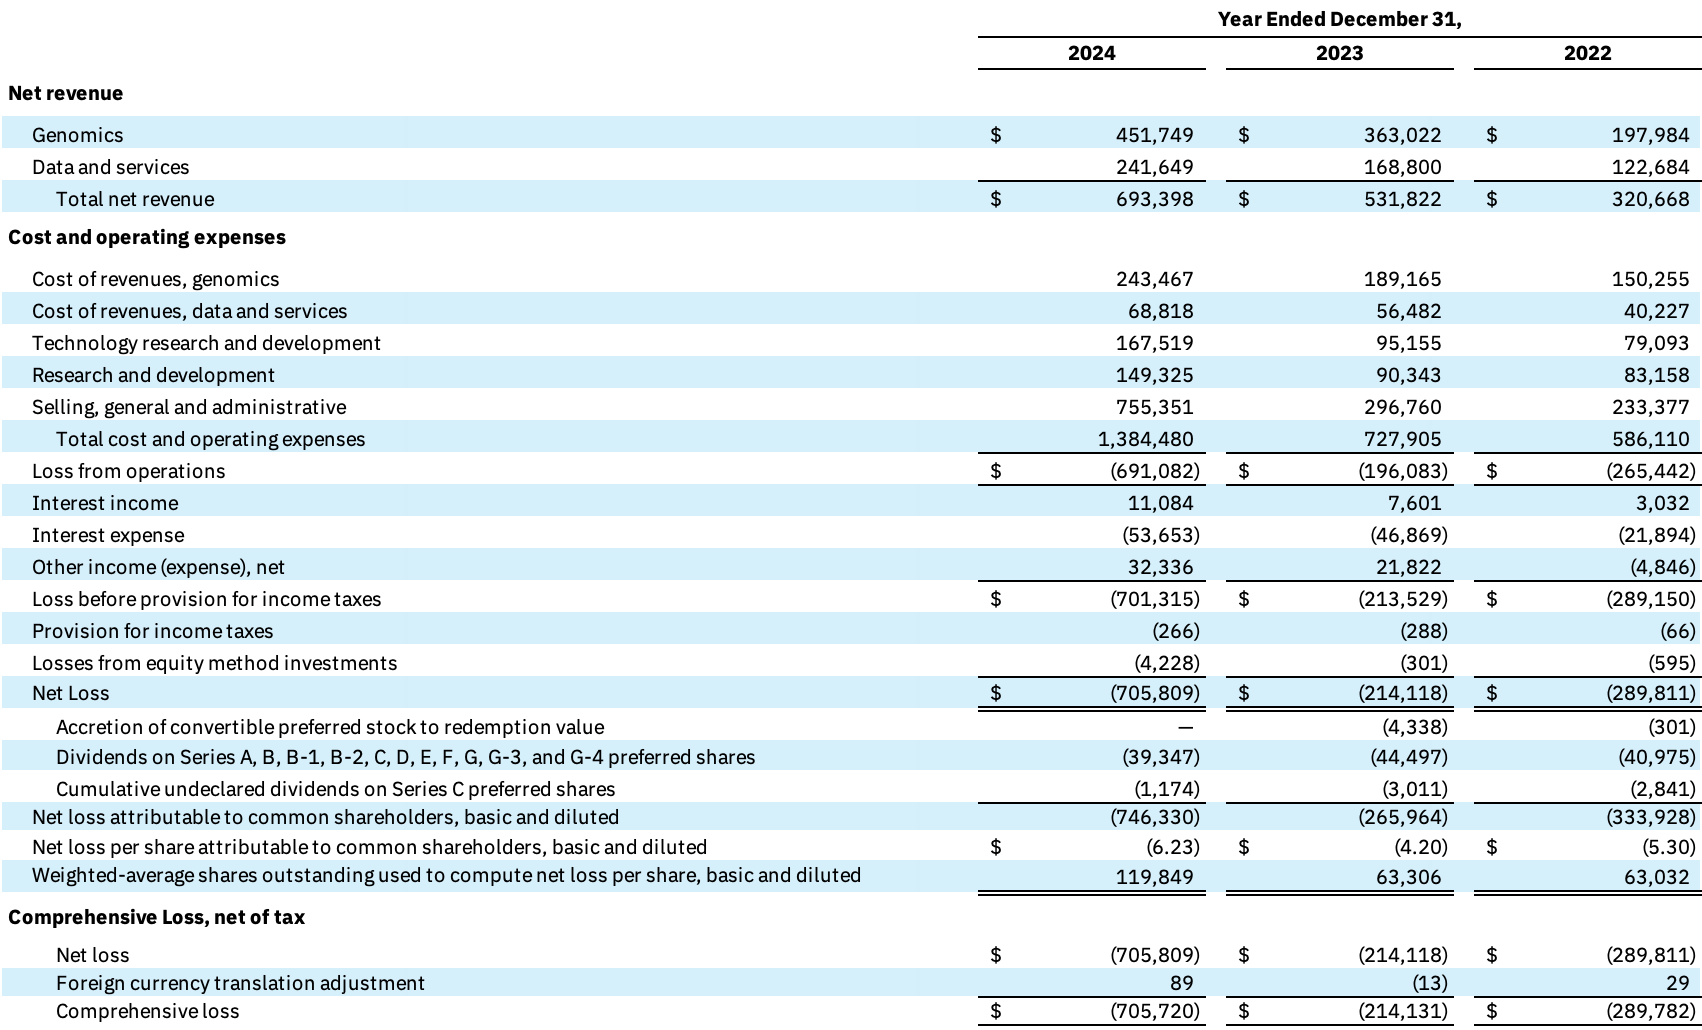 Year Ended December 31,
2024 2023 2022
Net revenue
Genomics $ 451,749 $ 363,022 $ 197,984
Data and services 241,649 168,800 122,684
Total net revenue $ 693,398 $ 531,822 $ 320,668
Cost and operating expenses
Cost of revenues, genomics 243,467 189,165 150,255
Cost of revenues, data and services 68,818 56,482 40,227
Technology research and development 167,519 95,155 79,093
Research and development 149,325 90,343 83,158
Selling, general and administrative 755,351 296,760 233,377
Total cost and operating expenses 1,384,480 727,905 586,110
Loss from operations $ (691,082) $ (196,083) $ (265,442)
Interest income 11,084 7,601 3,032
Interest expense (53,653) (46,869) (21,894)
Other income (expense), net 32,336 21,822 (4,846)
Loss before provision for income taxes $ (701,315) $ (213,529) $ (289,150)
Provision for income taxes (266) (288) (66)
Losses from equity method investments (4,228) (301) (595)
Net Loss $ (705,809) $ (214,118) $ (289,811)
Accretion of convertible preferred stock to redemption value — (4,338) (301)
Dividends on Series A, B, B-1, B-2, C, D, E, F, G, G-3, and G-4 preferred shares (39,347) (44,497) (40,975)
Cumulative undeclared dividends on Series C preferred shares (1,174) (3,011) (2,841)
Net loss attributable to common shareholders, basic and diluted (746,330) (265,964) (333,928)
Net loss per share attributable to common shareholders, basic and diluted $ (6.23) $ (4.20) $ (5.30)
Weighted-average shares outstanding used to compute net loss per share, basic and diluted 119,849 63,306 63,032
Comprehensive Loss, net of tax
Net loss $ (705,809) $ (214,118) $ (289,811)
Foreign currency translation adjustment 89 (13) 29
Comprehensive loss $ (705,720) $ (214,131) $ (289,782)